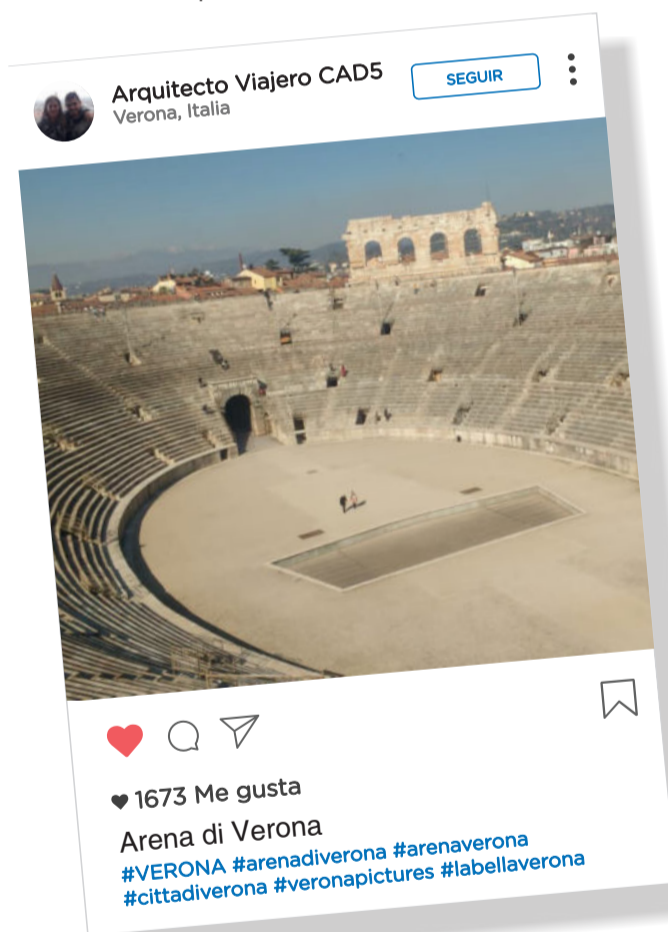 Arquitecto Viajero CAD5
SEGUIR
Verona, Italia
1673 Me gusta
Arena di Verona
#VERONA #arenadiverona #arenaverona
#cittadiverona #veronapictures #labellaverona